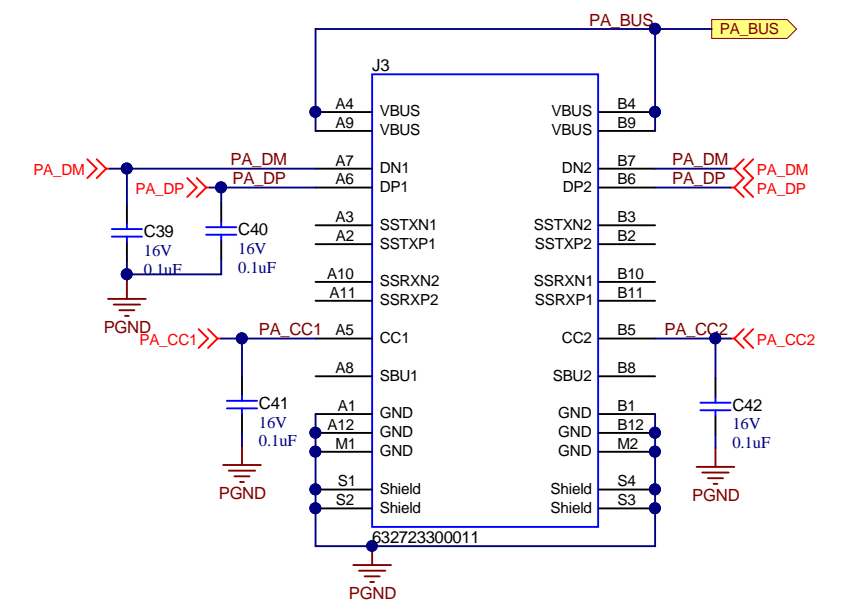 PA_BUS PA_BUS
J3
A4 VBUS VBUS B4
A9 VBUS VBUS B9
PA_DM PA_DM A7 DN1 DN2 B7 PA_DM PA_DM
PA_DP PA_DP A6 DP1 DP2 B6 PA_DP PA_DP
A3 SSTXN1 SSTXN2 B3
A2 SSTXP1 SSTXP2 B2
C39 C40
16V 16V
0.1uF 0.1uF
A10 SSRXN2 SSRXN1 B10
A11 SSRXP2 SSRXP1 B11
PGND
PA_CC1 PA_CC1 A5 CC1 CC2 B5 PA_CC2 PA_CC2
A8 SBU1 SBU2 B8
C41 C42
16V 16V
0.1uF 0.1uF
A1 GND GND B1
A12 GND GND B12
M1 GND GND M2
S1 Shield Shield S4
S2 Shield Shield S3
PGND PGND
632723300011
PGND